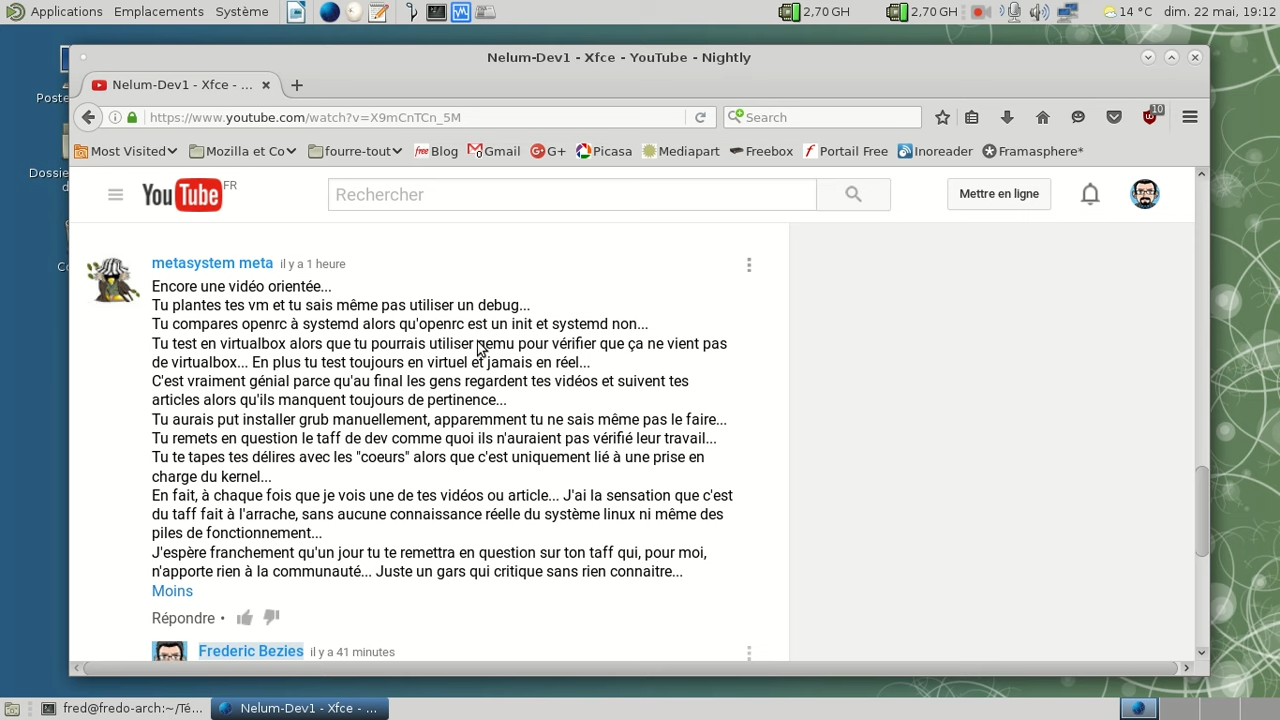 Applications Emplacements Système 2,70 GH 2,70 GH 14 °C dim. 22 mai, 19:12
Poste
Dossie
d
Co
Nelum-Dev1 - Xfce - YouTube - Nightly
Nelum-Dev1 - Xfce - ...
https://www.youtube.com/watch?v=X9mCnTCn_5M Search 10
Most Visited Mozilla et Co fourre-tout free Blog Gmail G+ Picasa Mediapart Freebox Portail Free Inoreader Framasphere*
YouTube FR Rechercher Mettre en ligne
metasystem meta il y a 1 heure
Encore une vidéo orientée...
Tu plantes tes vm et tu sais même pas utiliser un debug...
Tu compares openrc à systemd alors qu'openrc est un init et systemd non...
Tu test en virtualbox alors que tu pourrais utiliser qemu pour vérifier que ça ne vient pas
de virtualbox... En plus tu test toujours en virtuel et jamais en réel...
C'est vraiment génial parce qu'au final les gens regardent tes vidéos et suivent tes
articles alors qu'ils manquent toujours de pertinence...
Tu aurais put installer grub manuellement, apparemment tu ne sais même pas le faire...
Tu remets en question le taff de dev comme quoi ils n'auraient pas vérifié leur travail...
Tu te tapes tes délires avec les "coeurs" alors que c'est uniquement lié à une prise en
charge du kernel...
En fait, à chaque fois que je vois une de tes vidéos ou article... J'ai la sensation que c'est
du taff fait à l'arrache, sans aucune connaissance réelle du système linux ni même des
piles de fonctionnement...
J'espère franchement qu'un jour tu te remettra en question sur ton taff qui, pour moi,
n'apporte rien à la communauté... Juste un gars qui critique sans rien connaitre...
Moins
Répondre •
Frederic Bezies il y a 41 minutes
fred@fredo-arch:~/Té... Nelum-Dev1 - Xfce - ...